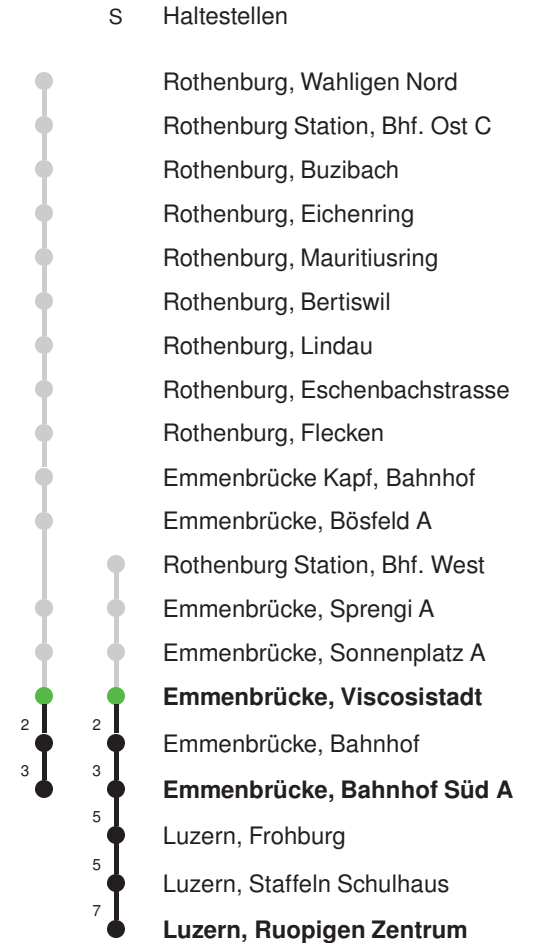 S Haltestellen
Rothenburg, Wahligen Nord
Rothenburg Station, Bhf. Ost C
Rothenburg, Buzibach
Rothenburg, Eichenring
Rothenburg, Mauritiusring
Rothenburg, Bertiswil
Rothenburg, Lindau
Rothenburg, Eschenbachstrasse
Rothenburg, Flecken
Emmenbrücke Kapf, Bahnhof
Emmenbrücke, Bösfeld A
Rothenburg Station, Bhf. West
Emmenbrücke, Sprengi A
Emmenbrücke, Sonnenplatz A
Emmenbrücke, Viscosistadt
2 2 Emmenbrücke, Bahnhof
3 3 Emmenbrücke, Bahnhof Süd A
5 Luzern, Frohburg
5 Luzern, Staffeln Schulhaus
7 Luzern, Ruopigen Zentrum